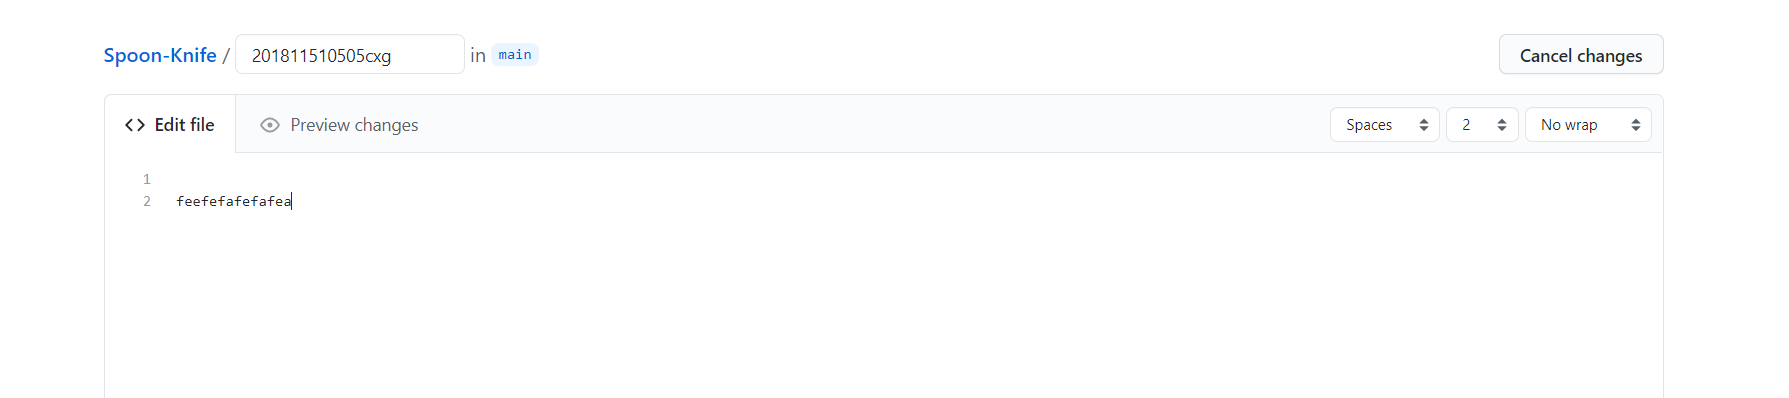 Spoon-Knife / 201811510505cxg in main
Cancel changes
<> Edit file
Preview changes
Spaces
2
No wrap
1
2 feefefafefafea